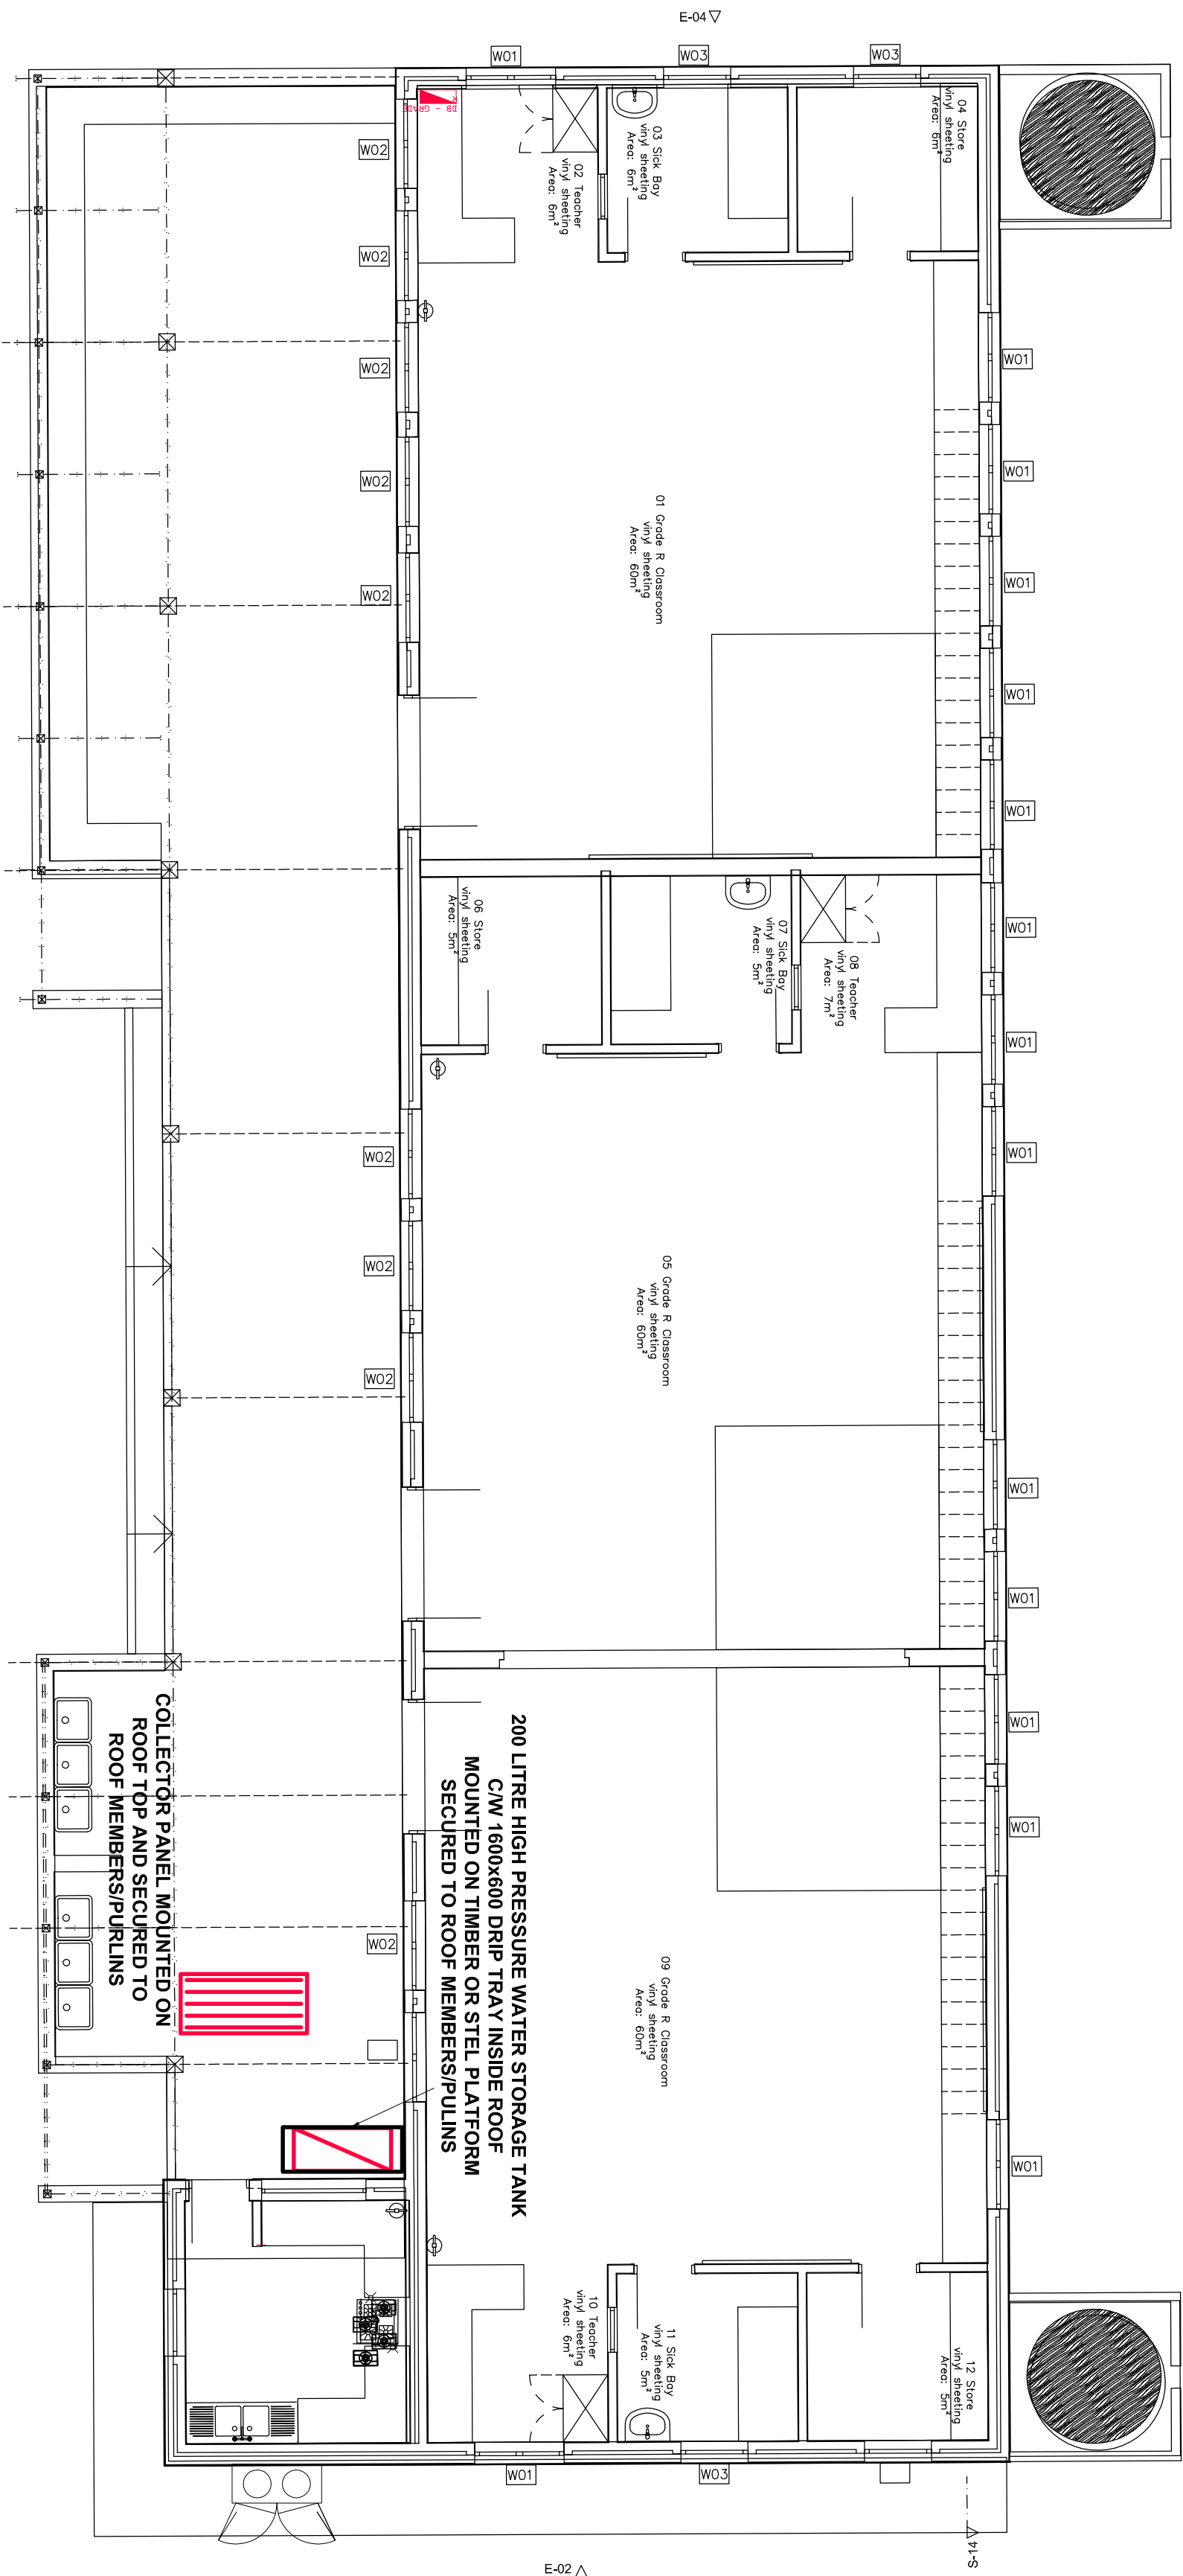 E-04
W01
W03
W03
DB - GRADE R
02 Teacher
vinyl sheeting
Area: 6m²
03 Sick Bay
vinyl sheeting
Area: 6m²
04 Store
vinyl sheeting
Area: 6m²
W02
W02
W02
W02
W02
W01
W01
W01
W01
W01
01 Grade R Classroom
vinyl sheeting
Area: 60m²
06 Store
vinyl sheeting
Area: 5m²
07 Sick Bay
vinyl sheeting
Area: 5m²
08 Teacher
vinyl sheeting
Area: 7m²
W01
W01
W01
W02
W02
W02
05 Grade R Classroom
vinyl sheeting
Area: 60m²
W01
W01
W01
W01
COLLECTOR PANEL MOUNTED ON
ROOF TOP AND SECURED TO
ROOF MEMBERS/PURLINS
200 LITRE HIGH PRESSURE WATER STORAGE TANK
C/W 1600x600 DRIP TRAY INSIDE ROOF
MOUNTED ON TIMBER OR STEL PLATFORM
SECURED TO ROOF MEMBERS/PULINS
W02
09 Grade R Classroom
vinyl sheeting
Area: 60m²
W01
10 Teacher
vinyl sheeting
Area: 6m²
11 Sick Bay
vinyl sheeting
Area: 5m²
12 Store
vinyl sheeting
Area: 5m²
W01
W03
S-14
E-02